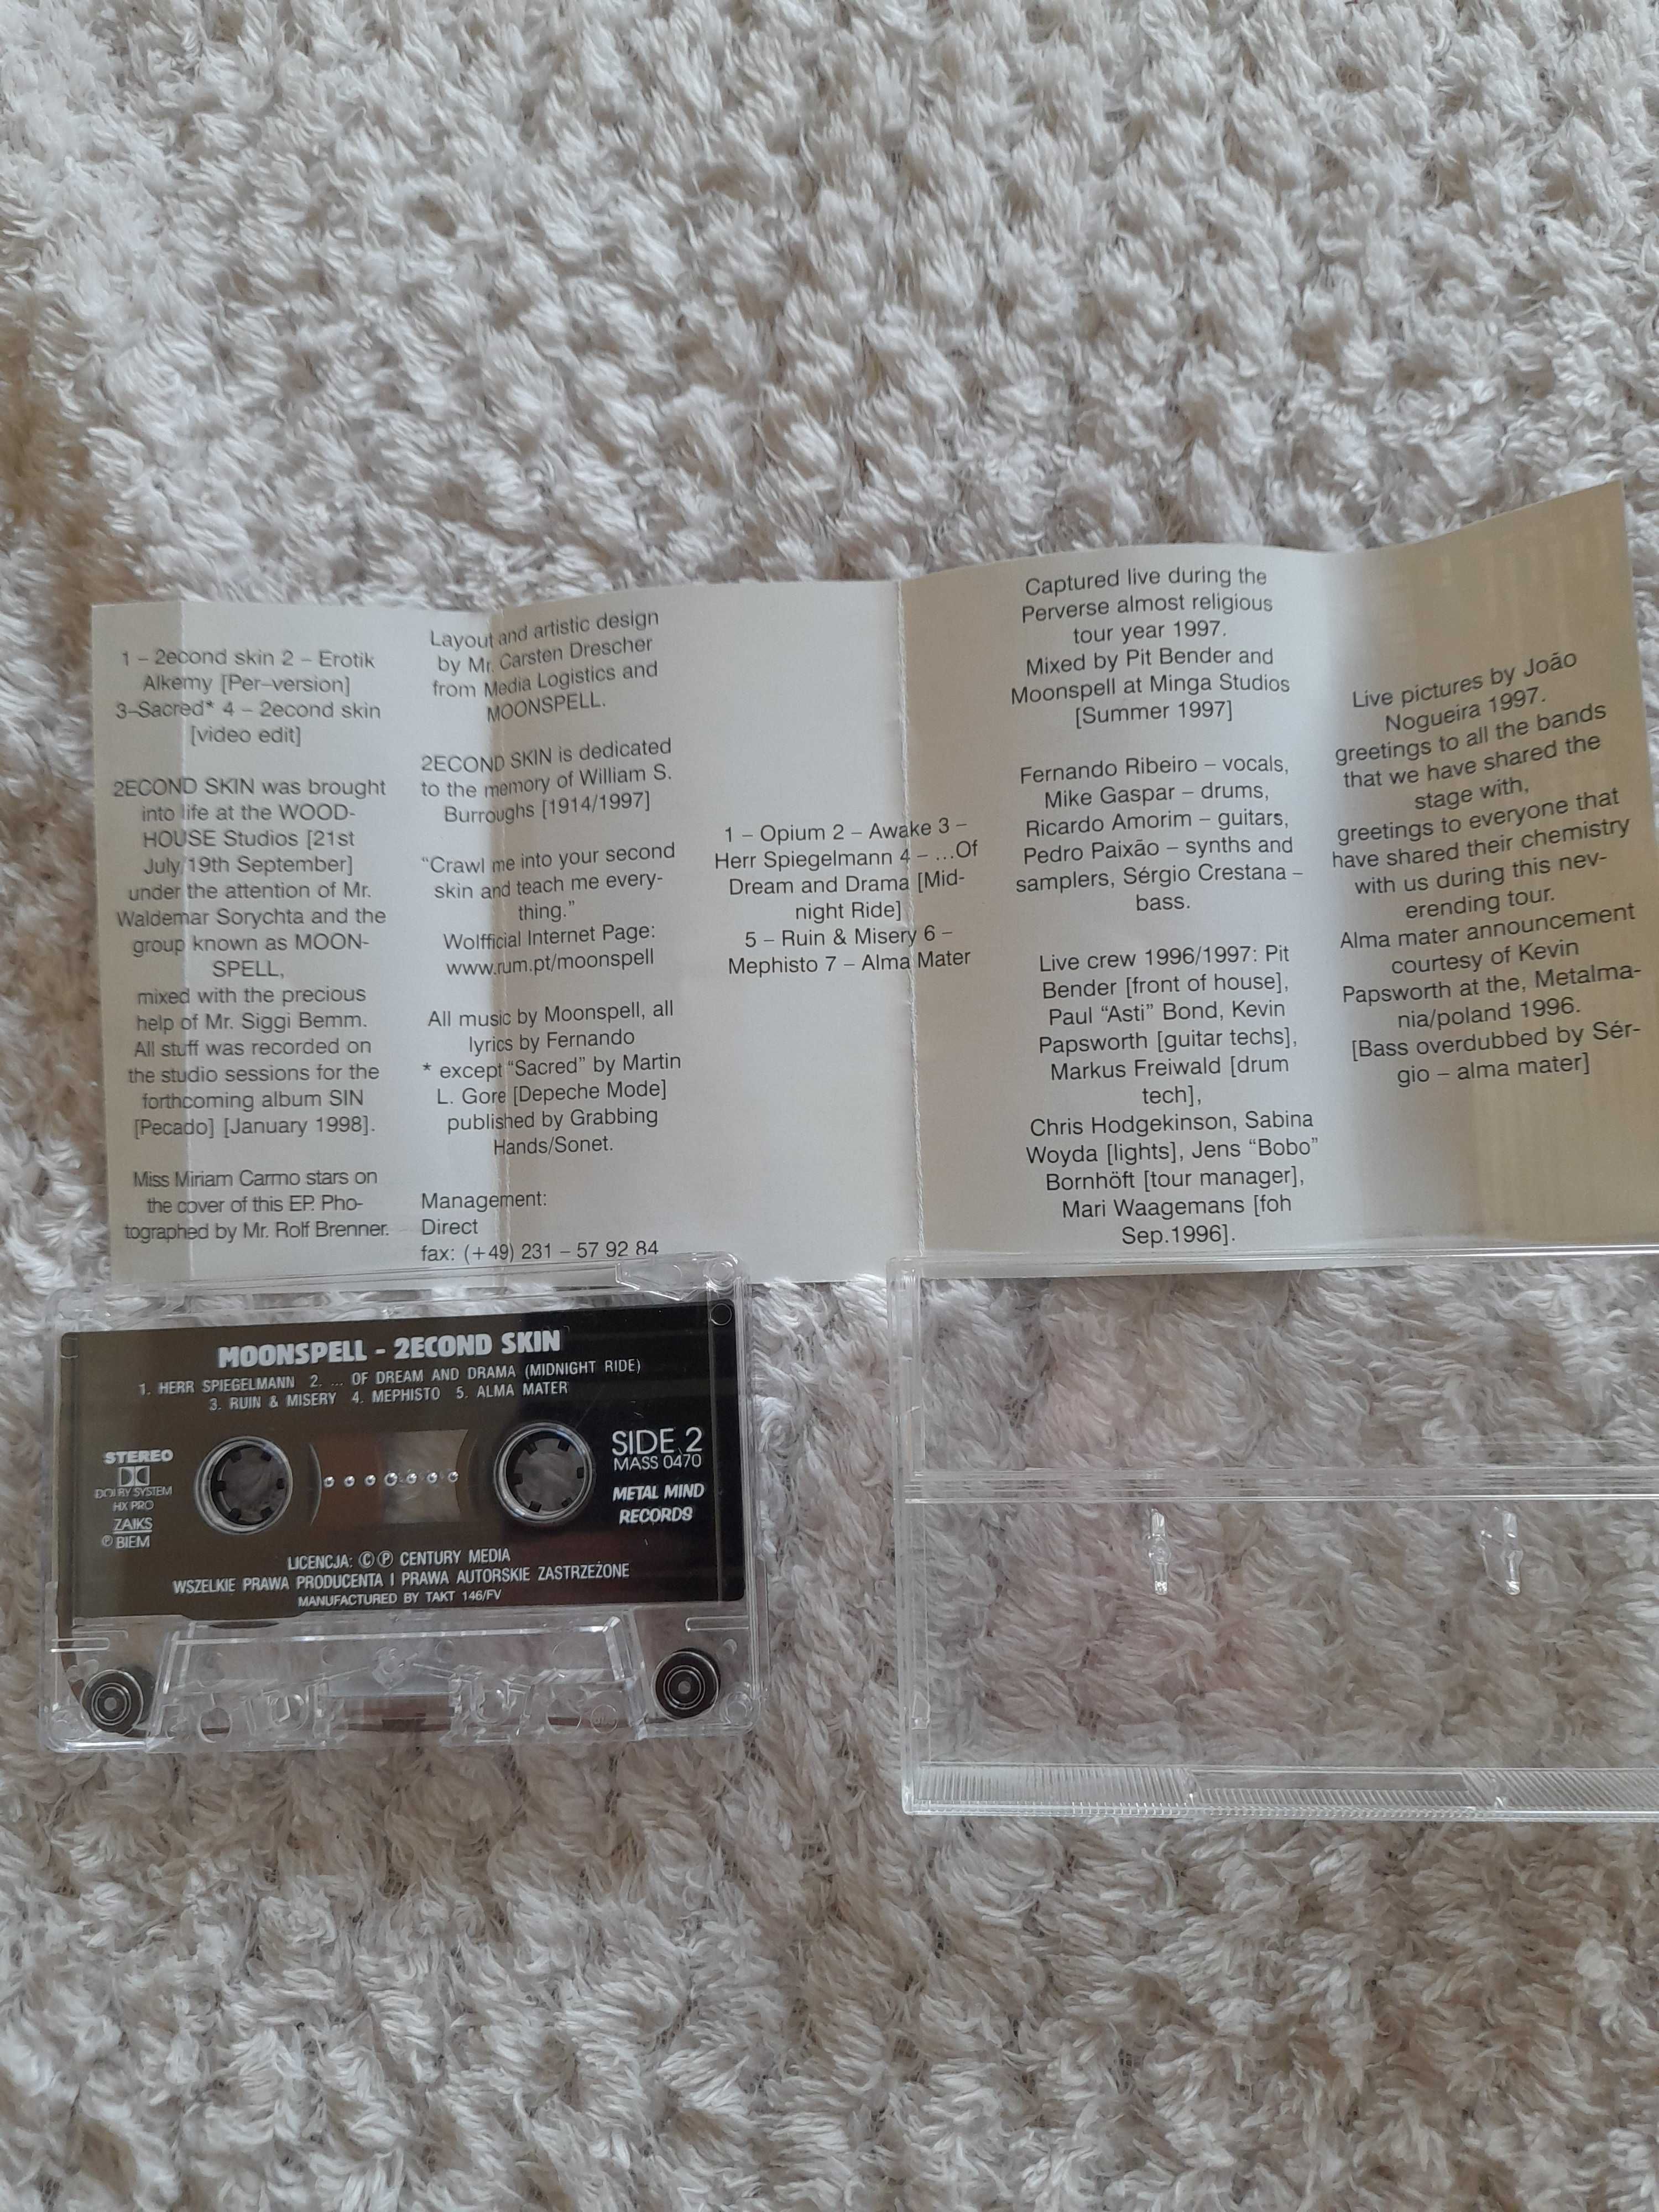 1 – 2econd skin 2 – Erotik
Alkemy [Per–version]
3–Sacred* 4 – 2econd skin
[video edit]
2ECOND SKIN was brought
into life at the WOOD-
HOUSE Studios [21st
July/19th September]
under the attention of Mr.
Waldemar Sorychta and the
group known as MOON-
SPELL,
mixed with the precious
help of Mr. Siggi Bemm.
All stuff was recorded on
the studio sessions for the
forthcoming album SIN
[Pecado] [January 1998].
Miss Miriam Carmo stars on
the cover of this EP. Pho-
tographed by Mr. Rolf Brenner.
Layout and artistic design
by Mr. Carsten Drescher
from Media Logistics and
MOONSPELL.
2ECOND SKIN is dedicated
to the memory of William S.
Burroughs [1914/1997]
“Crawl me into your second
skin and teach me every-
thing.”
Wolfficial Internet Page:
www.rum.pt/moonspell
All music by Moonspell, all
lyrics by Fernando
* except “Sacred” by Martin
L. Gore [Depeche Mode]
published by Grabbing
Hands/Sonet.
Management:
Direct
fax: (+49) 231 – 57 92 84
1 – Opium 2 – Awake 3 –
Herr Spiegelmann 4 – ...Of
Dream and Drama [Mid-
night Ride]
5 – Ruin & Misery 6 –
Mephisto 7 – Alma Mater
Captured live during the
Perverse almost religious
tour year 1997.
Mixed by Pit Bender and
Moonspell at Minga Studios
[Summer 1997]
Fernando Ribeiro – vocals,
Mike Gaspar – drums,
Ricardo Amorim – guitars,
Pedro Paixão – synths and
samplers, Sérgio Crestana –
bass.
Live crew 1996/1997: Pit
Bender [front of house],
Paul “Asti” Bond, Kevin
Papsworth [guitar techs],
Markus Freiwald [drum
tech],
Chris Hodgekinson, Sabina
Woyda [lights], Jens “Bobo”
Bornhöft [tour manager],
Mari Waagemans [foh
Sep.1996].
Live pictures by João
Nogueira 1997.
greetings to all the bands
that we have shared the
stage with,
greetings to everyone that
have shared their chemistry
with us during this nev-
erending tour.
Alma mater announcement
courtesy of Kevin
Papsworth at the, Metalma-
nia/poland 1996.
[Bass overdubbed by Sér-
gio – alma mater]
MOONSPELL - 2ECOND SKIN
1. HERR SPIEGELMANN 2. ... OF DREAM AND DRAMA (MIDNIGHT RIDE)
3. RUIN & MISERY 4. MEPHISTO 5. ALMA MATER
STEREO
DOLBY SYSTEM
HX PRO
ZAIKS
℗ BIEM
SIDE 2
MASS 0470
METAL MIND
RECORDS
LICENCJA: © ℗ CENTURY MEDIA
WSZELKIE PRAWA PRODUCENTA I PRAWA AUTORSKIE ZASTRZEŻONE
MANUFACTURED BY TAKT 146/FV